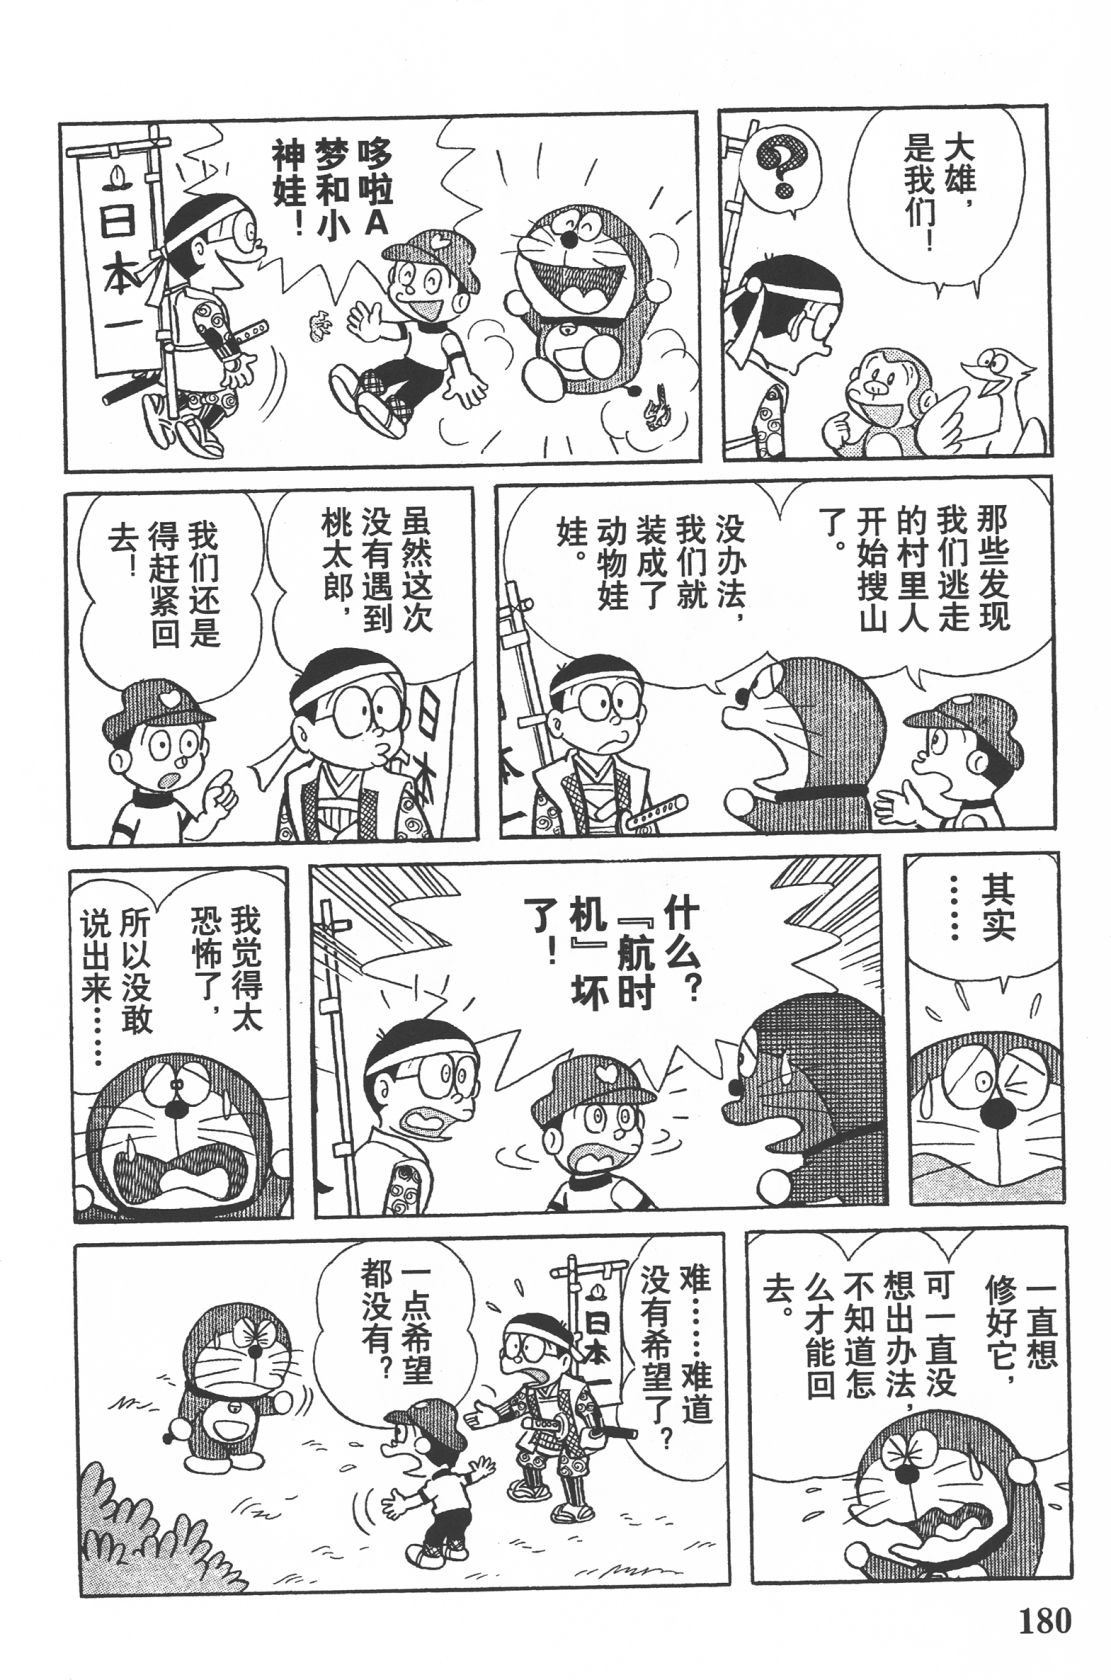 大雄，
是我们！
？
哆啦A
梦和小
神娃！
日本一
那些发现
我们逃走
的村里人
开始搜山
了。
没办法，
我们就
装成了
动物娃
娃。
日本一
虽然这次
没有遇到
桃太郎，
我们还是
得赶紧回
去！
日本
其实
……
什么？
『航时
机』坏
了！
我觉得太
恐怖了，
所以没敢
说出来……
一直想
修好它，
可一直没
想出办法，
不知道怎
么才能回
去。
难……难道
没有希望了？
日本一
一点希望
都没有？
180